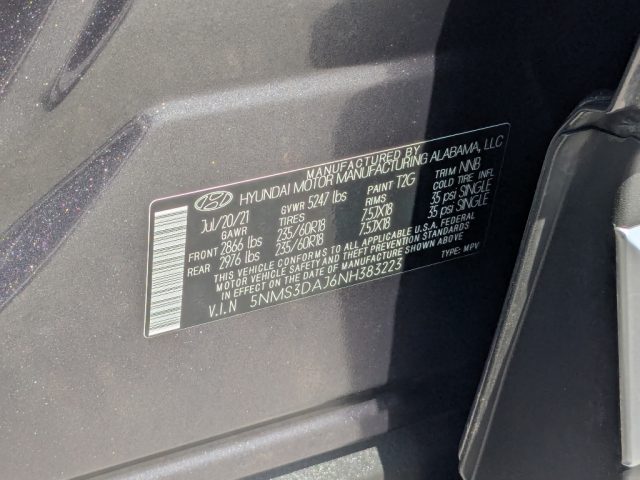 MANUFACTURED BY
HYUNDAI MOTOR MANUFACTURING ALABAMA, LLC
Jul/20/21 GVWR 5247 lbs PAINT T2G TRIM NNB
GAWR TIRES RIMS COLD TIRE INFL
FRONT 2866 lbs 235/60R18 7.5JX18 35 psi SINGLE
REAR 2976 lbs 235/60R18 7.5JX18 35 psi SINGLE
THIS VEHICLE CONFORMS TO ALL APPLICABLE U.S.A. FEDERAL
MOTOR VEHICLE SAFETY AND THEFT PREVENTION STANDARDS
IN EFFECT ON THE DATE OF MANUFACTURE SHOWN ABOVE
V.I.N 5NMS3DAJ6NH383223 TYPE: MPV